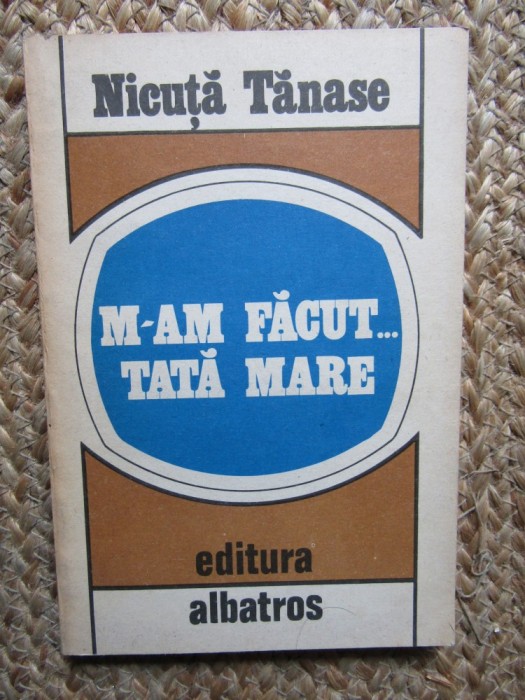 Nicuță Tănase
M-AM FĂCUT...
TATĂ MARE
editura
albatros